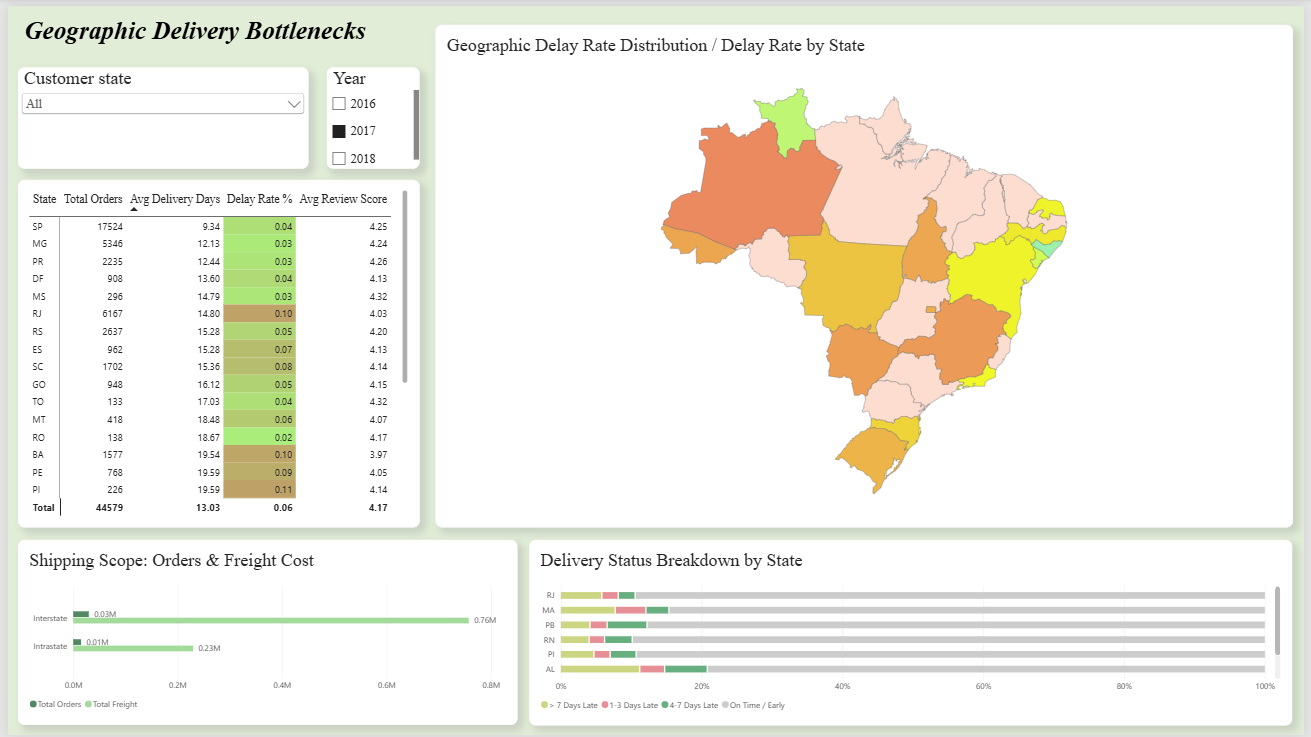 Geographic Delivery Bottlenecks
Customer state
All
Year
2016
2017
2018
State Total Orders Avg Delivery Days Delay Rate % Avg Review Score
SP 17524 9.34 0.04 4.25
MG 5346 12.13 0.03 4.24
PR 2235 12.44 0.03 4.26
DF 908 13.60 0.04 4.13
MS 296 14.79 0.03 4.32
RJ 6167 14.80 0.10 4.03
RS 2637 15.28 0.05 4.20
ES 962 15.28 0.07 4.13
SC 1702 15.36 0.08 4.14
GO 948 16.12 0.05 4.15
TO 133 17.03 0.04 4.32
MT 418 18.48 0.06 4.07
RO 138 18.67 0.02 4.17
BA 1577 19.54 0.10 3.97
PE 768 19.59 0.09 4.05
PI 226 19.59 0.11 4.14
Total 44579 13.03 0.06 4.17
Geographic Delay Rate Distribution / Delay Rate by State
Shipping Scope: Orders & Freight Cost
Interstate 0.03M 0.76M
Intrastate 0.01M 0.23M
0.0M 0.2M 0.4M 0.6M 0.8M
Total Orders Total Freight
Delivery Status Breakdown by State
RJ
MA
PB
RN
PI
AL
0% 20% 40% 60% 80% 100%
> 7 Days Late 1-3 Days Late 4-7 Days Late On Time / Early